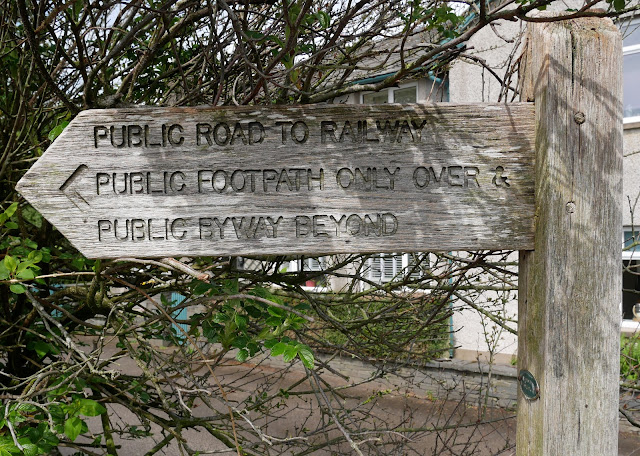 PUBLIC ROAD TO RAILWAY
PUBLIC FOOTPATH ONLY OVER &
PUBLIC BYWAY BEYOND